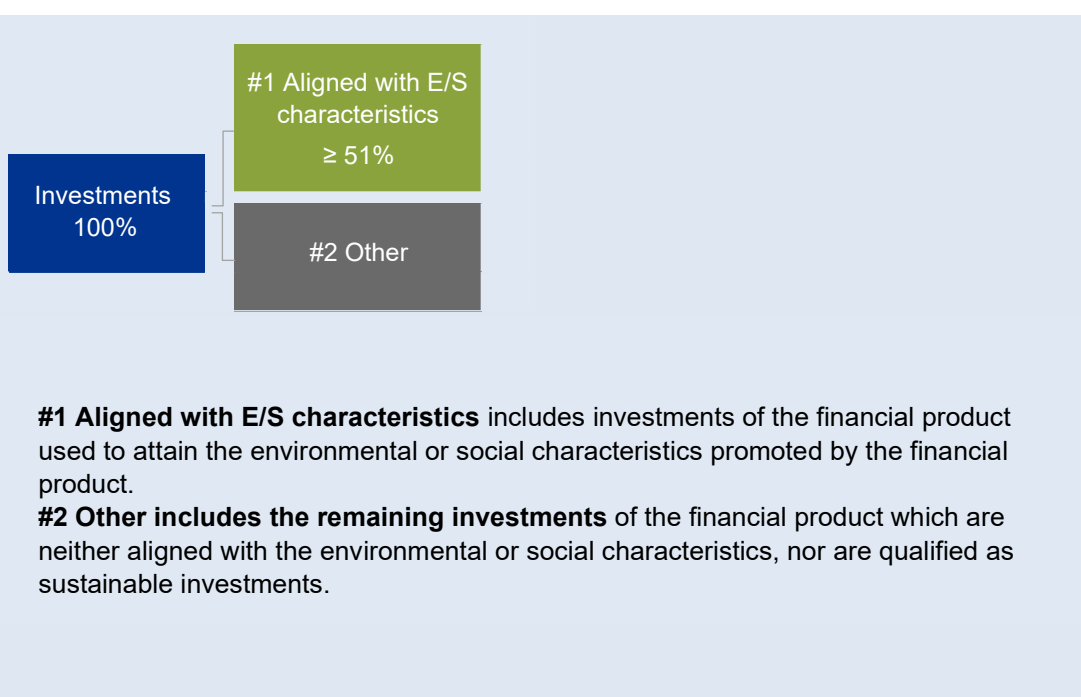 #1 Aligned with E/S
characteristics
≥ 51%
Investments
100%
#2 Other
#1 Aligned with E/S characteristics includes investments of the financial product
used to attain the environmental or social characteristics promoted by the financial
product.
#2 Other includes the remaining investments of the financial product which are
neither aligned with the environmental or social characteristics, nor are qualified as
sustainable investments.